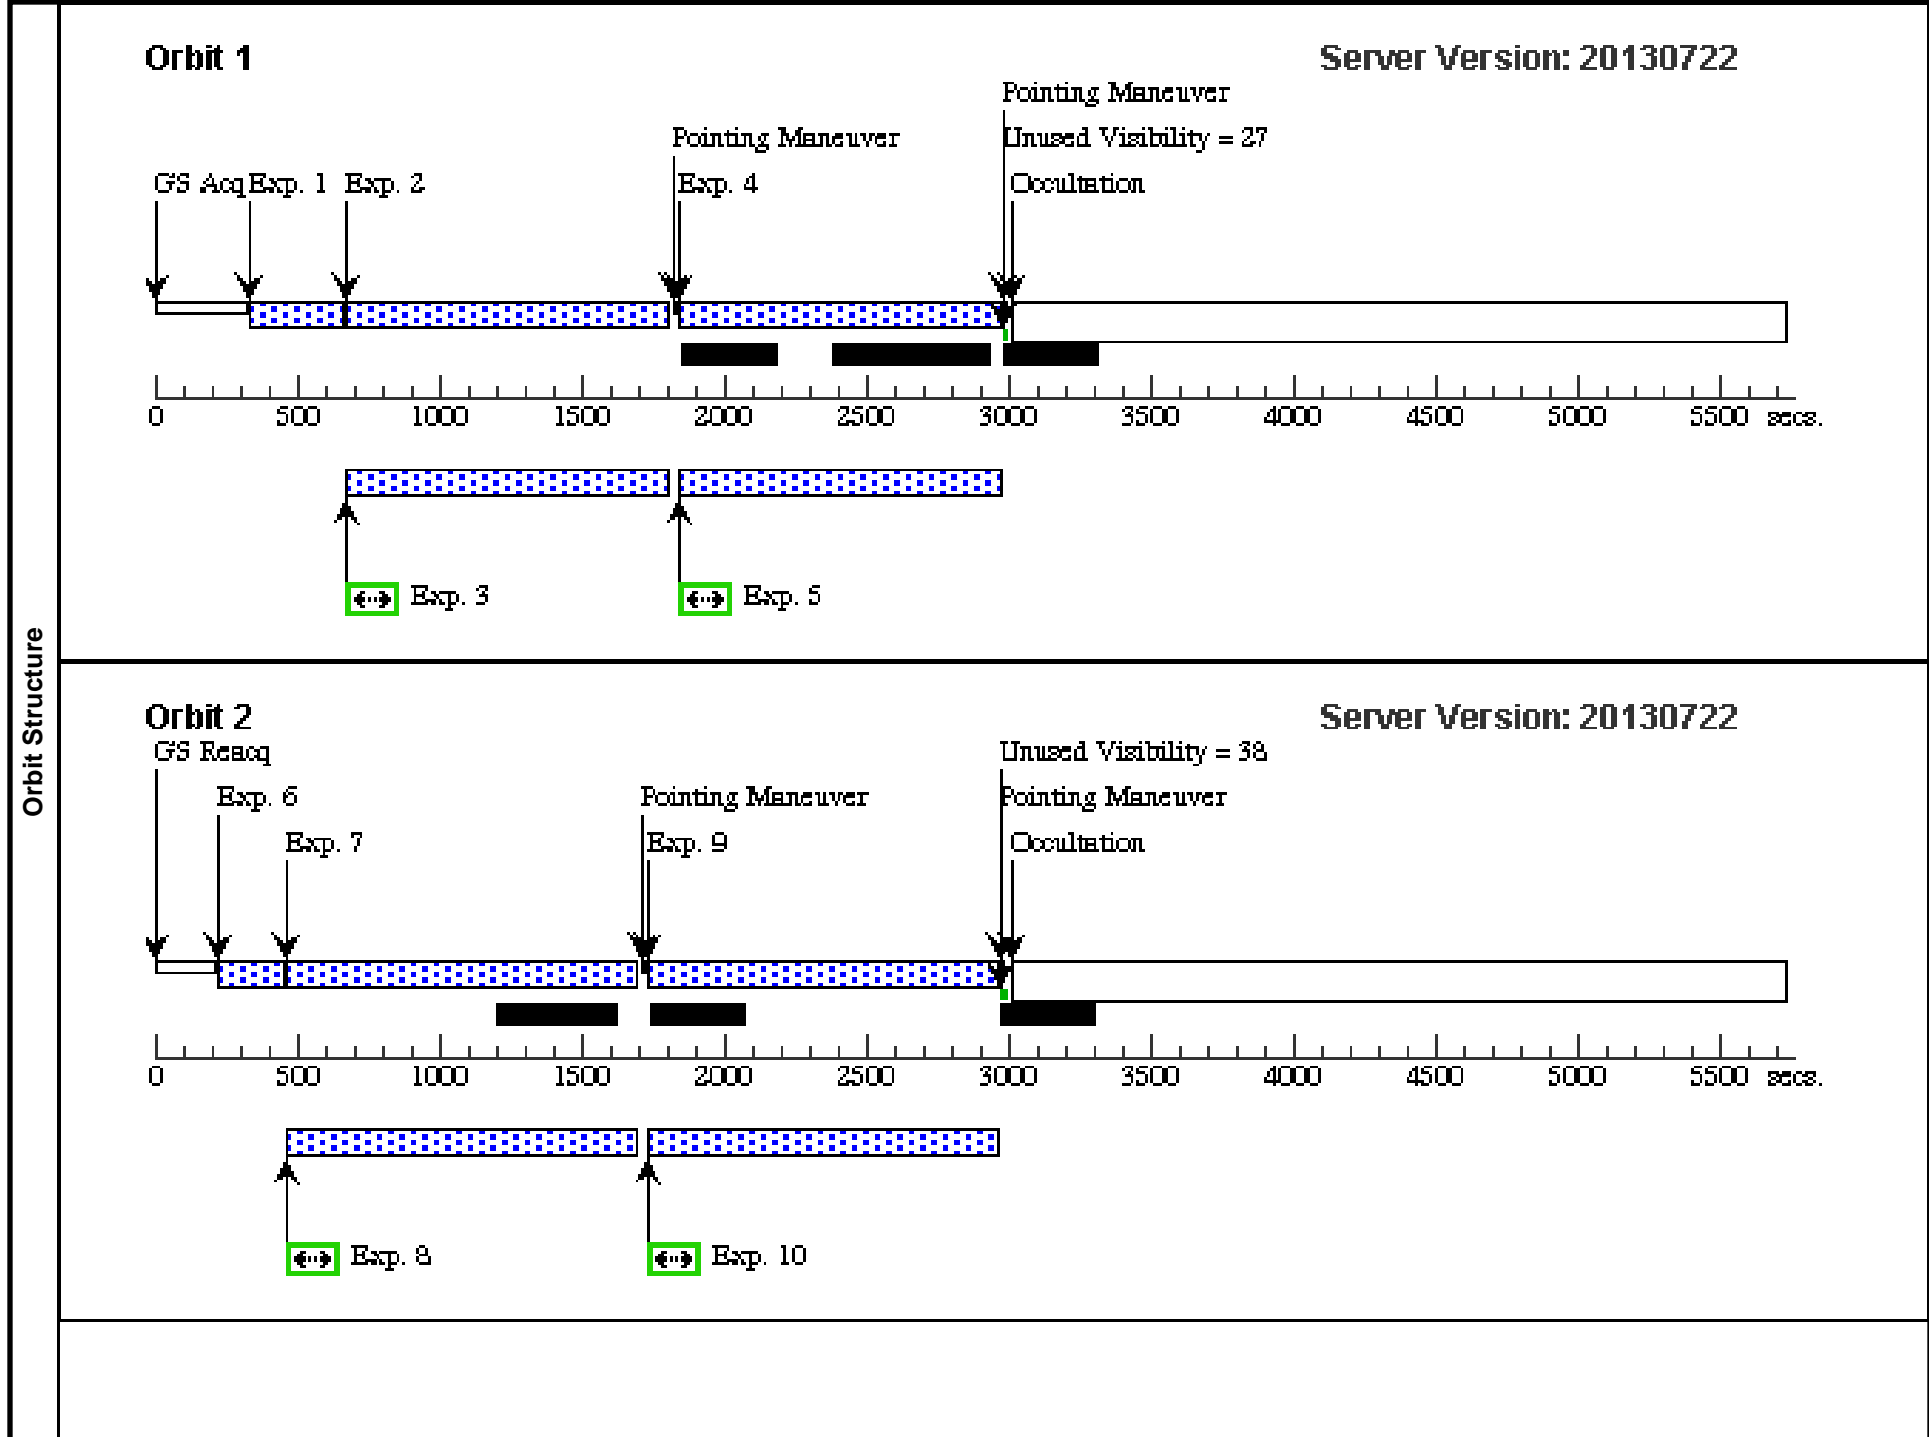 Orbit Structure
Orbit 1
Server Version: 20130722
Pointing Maneuver
Pointing Maneuver
Unused Visibility = 27
GS Acq
Exp. 1
Exp. 2
Exp. 4
Occultation
0 500 1000 1500 2000 2500 3000 3500 4000 4500 5000 5500 secs.
Exp. 3
Exp. 5
Orbit 2
Server Version: 20130722
GS Reacq
Unused Visibility = 38
Exp. 6
Pointing Maneuver
Pointing Maneuver
Exp. 7
Exp. 9
Occultation
0 500 1000 1500 2000 2500 3000 3500 4000 4500 5000 5500 secs.
Exp. 8
Exp. 10